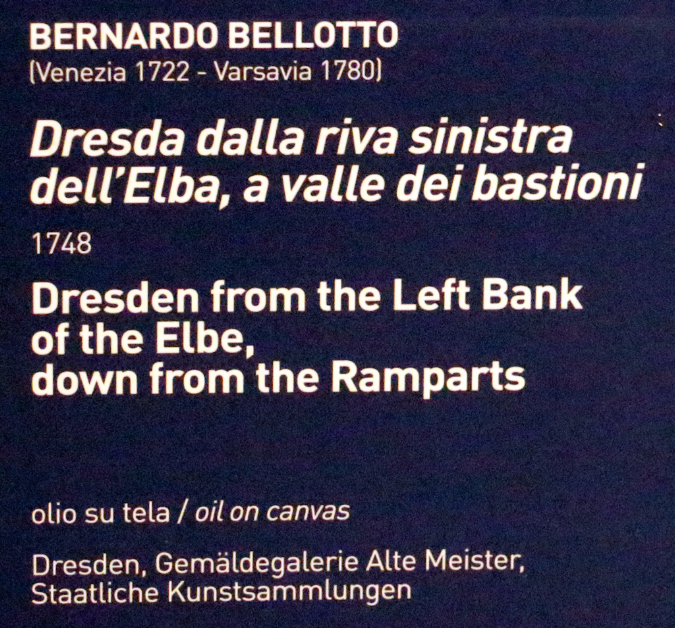 BERNARDO BELLOTTO
(Venezia 1722 - Varsavia 1780)
Dresda dalla riva sinistra
dell'Elba, a valle dei bastioni
1748
Dresden from the Left Bank
of the Elbe,
down from the Ramparts
olio su tela / oil on canvas
Dresden, Gemäldegalerie Alte Meister,
Staatliche Kunstsammlungen